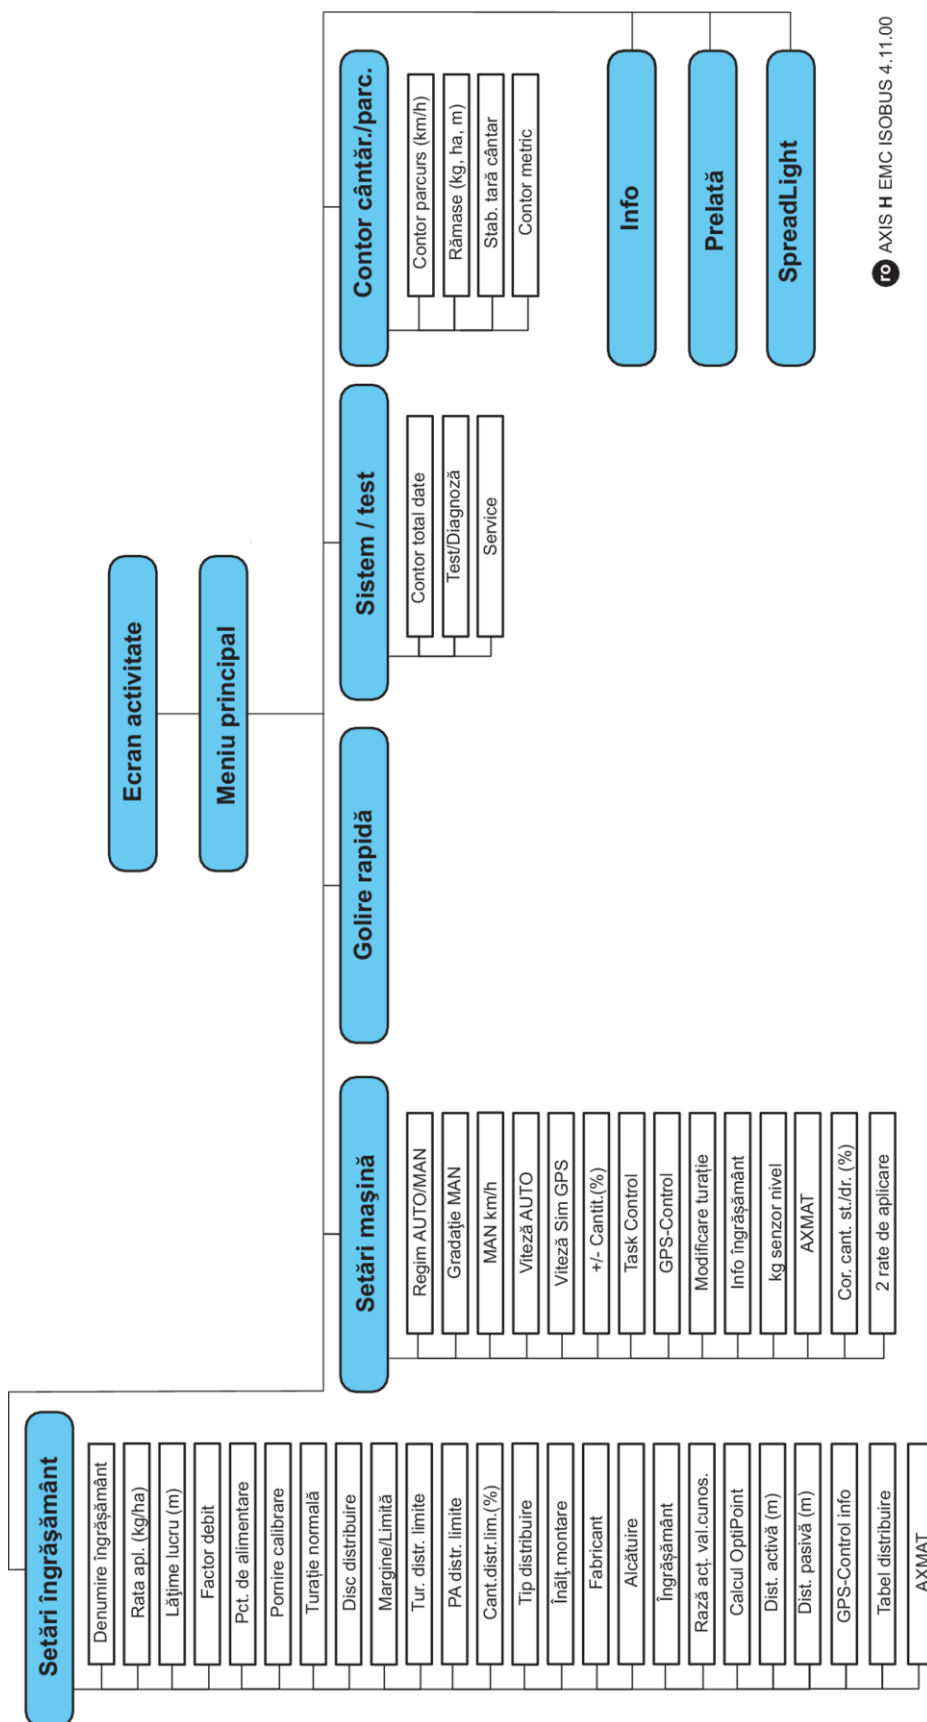 Ecran activitate
Meniu principal
Setări îngrăşământ
Denumire îngrăşământ
Rata apl. (kg/ha)
Lăţime lucru (m)
Factor debit
Pct. de alimentare
Pornire calibrare
Turaţie normală
Disc distribuire
Margine/Limită
Tur. distr. limite
PA distr. limite
Cant.distr.lim.(%)
Tip distribuire
Înălţ.montare
Fabricant
Alcătuire
Îngrăşământ
Rază acţ. val.cunos.
Calcul OptiPoint
Dist. activă (m)
Dist. pasivă (m)
GPS-Control info
Tabel distribuire
AXMAT
Setări maşină
Regim AUTO/MAN
Gradaţie MAN
MAN km/h
Viteză AUTO
Viteză Sim GPS
+/- Cantit.(%)
Task Control
GPS-Control
Modificare turaţie
Info îngrăşământ
kg senzor nivel
AXMAT
Cor. cant. st./dr. (%)
2 rate de aplicare
Golire rapidă
Sistem / test
Contor total date
Test/Diagnoză
Service
Contor cântăr./parc.
Contor parcurs (km/h)
Rămase (kg, ha, m)
Stab. tară cântar
Contor metric
Info
Prelată
SpreadLight
ro AXIS H EMC ISOBUS 4.11.00